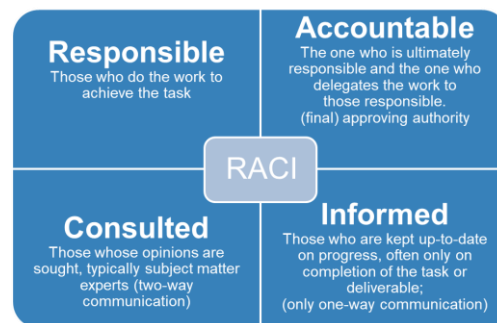 Responsible
Those who do the work to
achieve the task
Accountable
The one who is ultimately
responsible and the one who
delegates the work to
those responsible.
(final) approving authority
RACI
Consulted
Those whose opinions are
sought, typically subject matter
experts (two-way
communication)
Informed
Those who are kept up-to-date
on progress, often only on
completion of the task or
deliverable;
(only one-way communication)